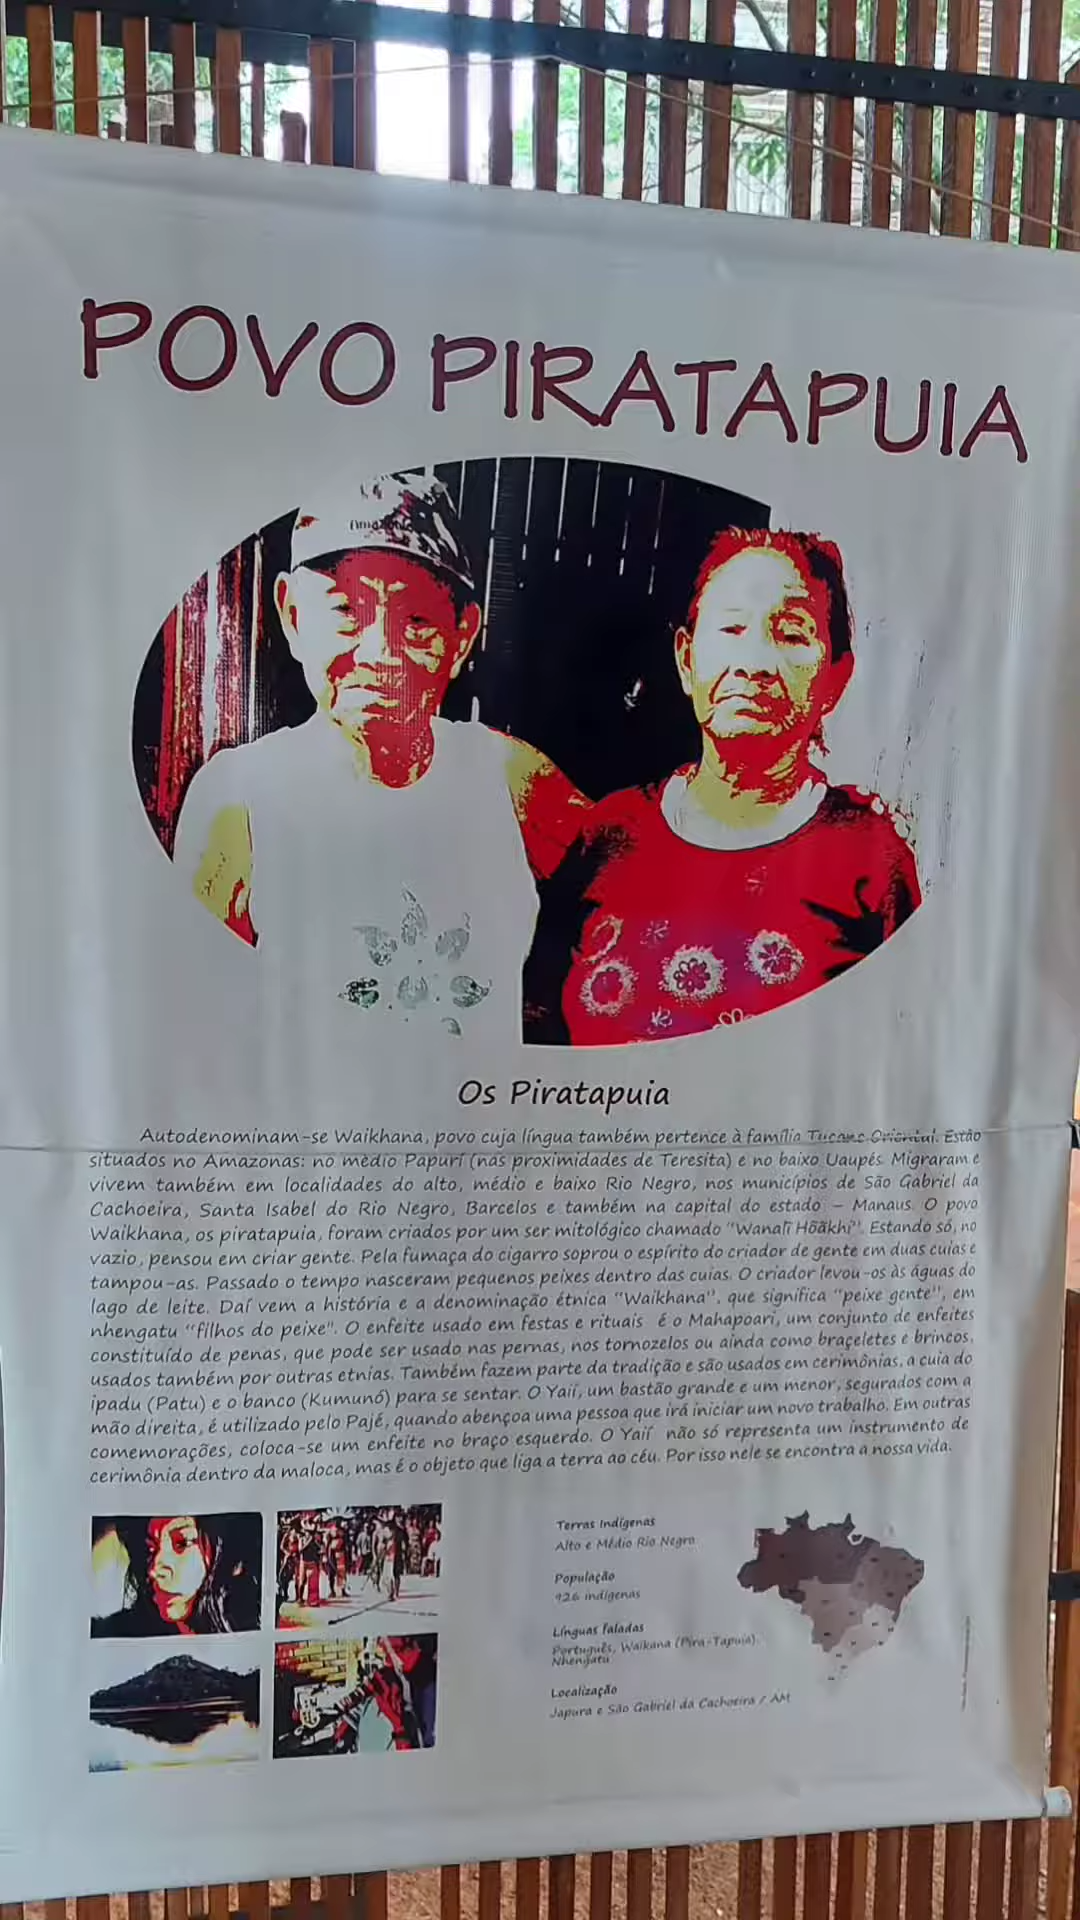 POVO PIRATAPUIA
Amazônia
Os Piratapuia
Autodenominam-se Waikhana, povo cuja língua também pertence à família Tucano Oriental. Estão
situados no Amazonas: no médio Papurí (nas proximidades de Teresita) e no baixo Uaupés. Migraram e
vivem também em localidades do alto, médio e baixo Rio Negro, nos municípios de São Gabriel da
Cachoeira, Santa Isabel do Rio Negro, Barcelos e também na capital do estado – Manaus. O povo
Waikhana, os piratapuia, foram criados por um ser mitológico chamado "Wanalĩ Hõãkhi". Estando só, no
vazio, pensou em criar gente. Pela fumaça do cigarro soprou o espírito do criador de gente em duas cuias e
tampou-as. Passado o tempo nasceram pequenos peixes dentro das cuias. O criador levou-os às águas do
lago de leite. Daí vem a história e a denominação étnica "Waikhana", que significa "peixe gente", em
nhengatu "filhos do peixe". O enfeite usado em festas e rituais é o Mahapoari, um conjunto de enfeites
constituído de penas, que pode ser usado nas pernas, nos tornozelos ou ainda como braçeletes e brincos,
usados também por outras etnias. Também fazem parte da tradição e são usados em cerimônias, a cuia do
ipadu (Patu) e o banco (Kumunó) para se sentar. O Yaií, um bastão grande e um menor, segurados com a
mão direita, é utilizado pelo Pajé, quando abençoa uma pessoa que irá iniciar um novo trabalho. Em outras
comemorações, coloca-se um enfeite no braço esquerdo. O Yaií não só representa um instrumento de
cerimônia dentro da maloca, mas é o objeto que liga a terra ao céu. Por isso nele se encontra a nossa vida.
Terras Indígenas
Alto e Médio Rio Negro
População
926 indígenas
Línguas faladas
Português, Waikana (Pira-Tapuia),
Nhengatu
Localização
Japura e São Gabriel da Cachoeira / AM